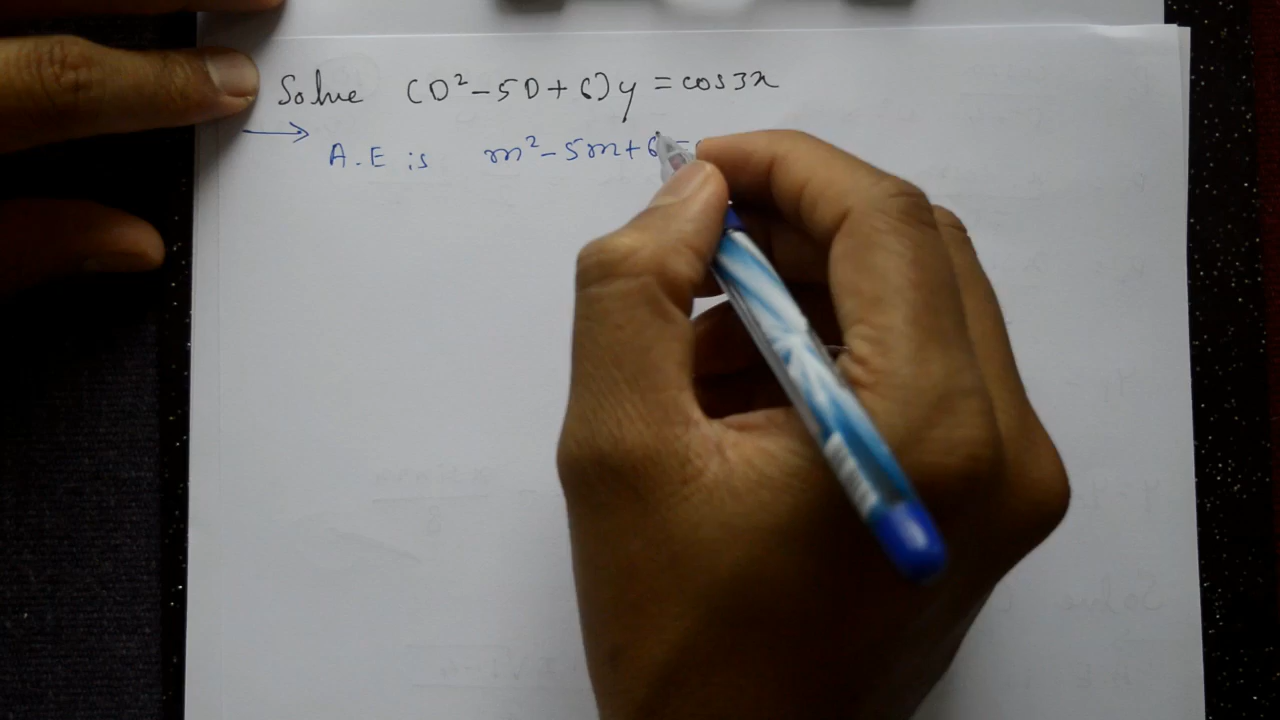 Solve (D²-5D+6)y = cos3x
A.E is m²-5m+6=